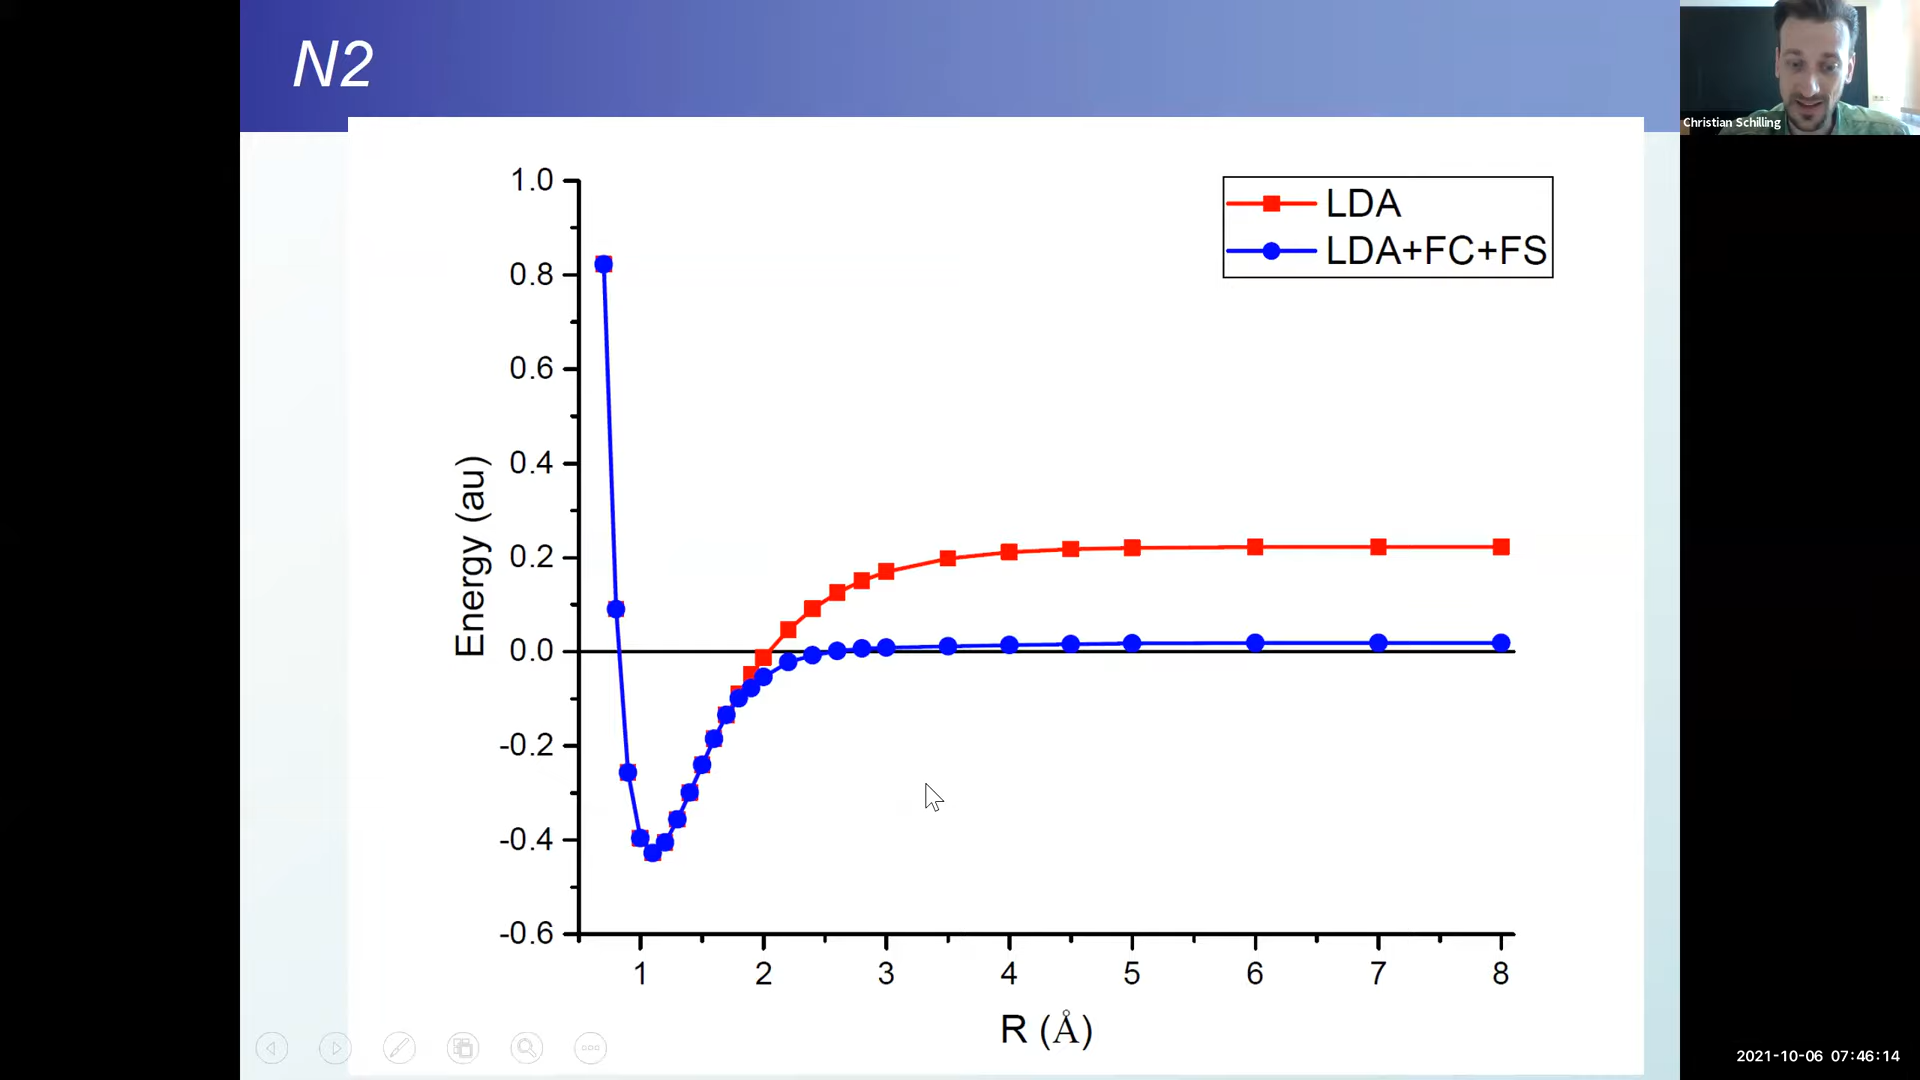 N2
Christian Schilling
LDA
LDA+FC+FS
1.0
0.8
0.6
0.4
0.2
0.0
-0.2
-0.4
-0.6
Energy (au)
1 2 3 4 5 6 7 8
R (Å)
2021-10-06 07:46:14